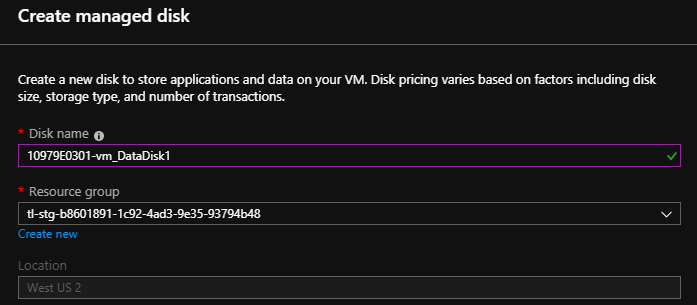 Create managed disk
Create a new disk to store applications and data on your VM. Disk pricing varies based on factors including disk
size, storage type, and number of transactions.
* Disk name
10979E0301-vm_DataDisk1
* Resource group
tl-stg-b8601891-1c92-4ad3-9e35-93794b48
Create new
Location
West US 2